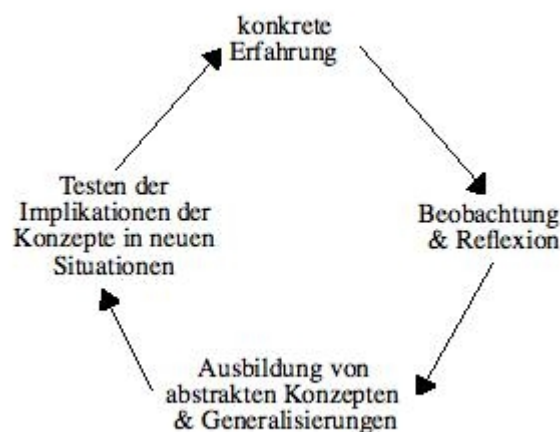 konkrete
Erfahrung
Beobachtung
& Reflexion
Ausbildung von
abstrakten Konzepten
& Generalisierungen
Testen der
Implikationen der
Konzepte in neuen
Situationen